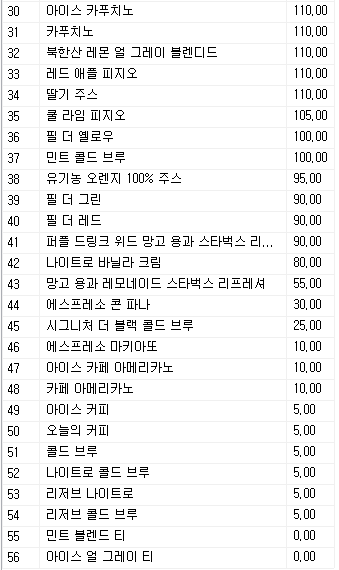 30 아이스 카푸치노 110,00
31 카푸치노 110,00
32 북한산 레몬 얼 그레이 블렌디드 110,00
33 레드 애플 피지오 110,00
34 딸기 주스 110,00
35 쿨 라임 피지오 105,00
36 필 더 옐로우 100,00
37 민트 콜드 브루 100,00
38 유기농 오렌지 100% 주스 95,00
39 필 더 그린 90,00
40 필 더 레드 90,00
41 퍼플 드링크 위드 망고 용과 스타벅스 리... 90,00
42 나이트로 바닐라 크림 80,00
43 망고 용과 레모네이드 스타벅스 리프레셔 55,00
44 에스프레소 콘 파나 30,00
45 시그니처 더 블랙 콜드 브루 25,00
46 에스프레소 마키아또 10,00
47 아이스 카페 아메리카노 10,00
48 카페 아메리카노 10,00
49 아이스 커피 5,00
50 오늘의 커피 5,00
51 콜드 브루 5,00
52 나이트로 콜드 브루 5,00
53 리저브 나이트로 5,00
54 리저브 콜드 브루 5,00
55 민트 블렌드 티 0,00
56 아이스 얼 그레이 티 0,00